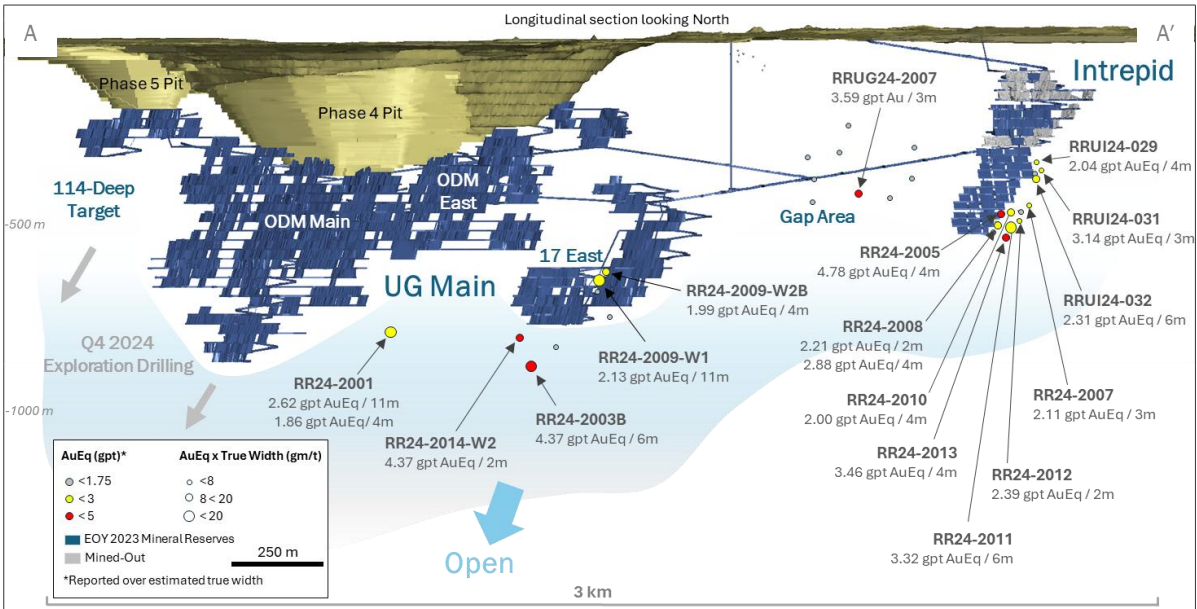 Longitudinal section looking North
A
A'
Phase 5 Pit
Phase 4 Pit
RRUG24-2007
3.59 gpt Au / 3m
Intrepid
RRUI24-029
2.04 gpt AuEq / 4m
114-Deep
Target
ODM
East
ODM Main
Gap Area
RRUI24-031
3.14 gpt AuEq / 3m
-500 m
17 East
RR24-2005
4.78 gpt AuEq / 4m
UG Main
RR24-2009-W2B
1.99 gpt AuEq / 4m
RRUI24-032
2.31 gpt AuEq / 6m
Q4 2024
Exploration Drilling
RR24-2008
2.21 gpt AuEq / 2m
2.88 gpt AuEq/ 4m
RR24-2009-W1
2.13 gpt AuEq / 11m
RR24-2001
2.62 gpt AuEq / 11m
1.86 gpt AuEq/ 4m
RR24-2010
2.00 gpt AuEq / 4m
RR24-2007
2.11 gpt AuEq / 3m
-1000 m
RR24-2003B
4.37 gpt AuEq / 6m
RR24-2014-W2
4.37 gpt AuEq / 2m
RR24-2013
3.46 gpt AuEq / 4m
RR24-2012
2.39 gpt AuEq / 2m
RR24-2011
3.32 gpt AuEq / 6m
Open
AuEq (gpt)*
AuEq x True Width (gm/t)
<1.75
<8
<3
8<20
<5
<20
EOY 2023 Mineral Reserves
Mined-Out
250 m
*Reported over estimated true width
3 km